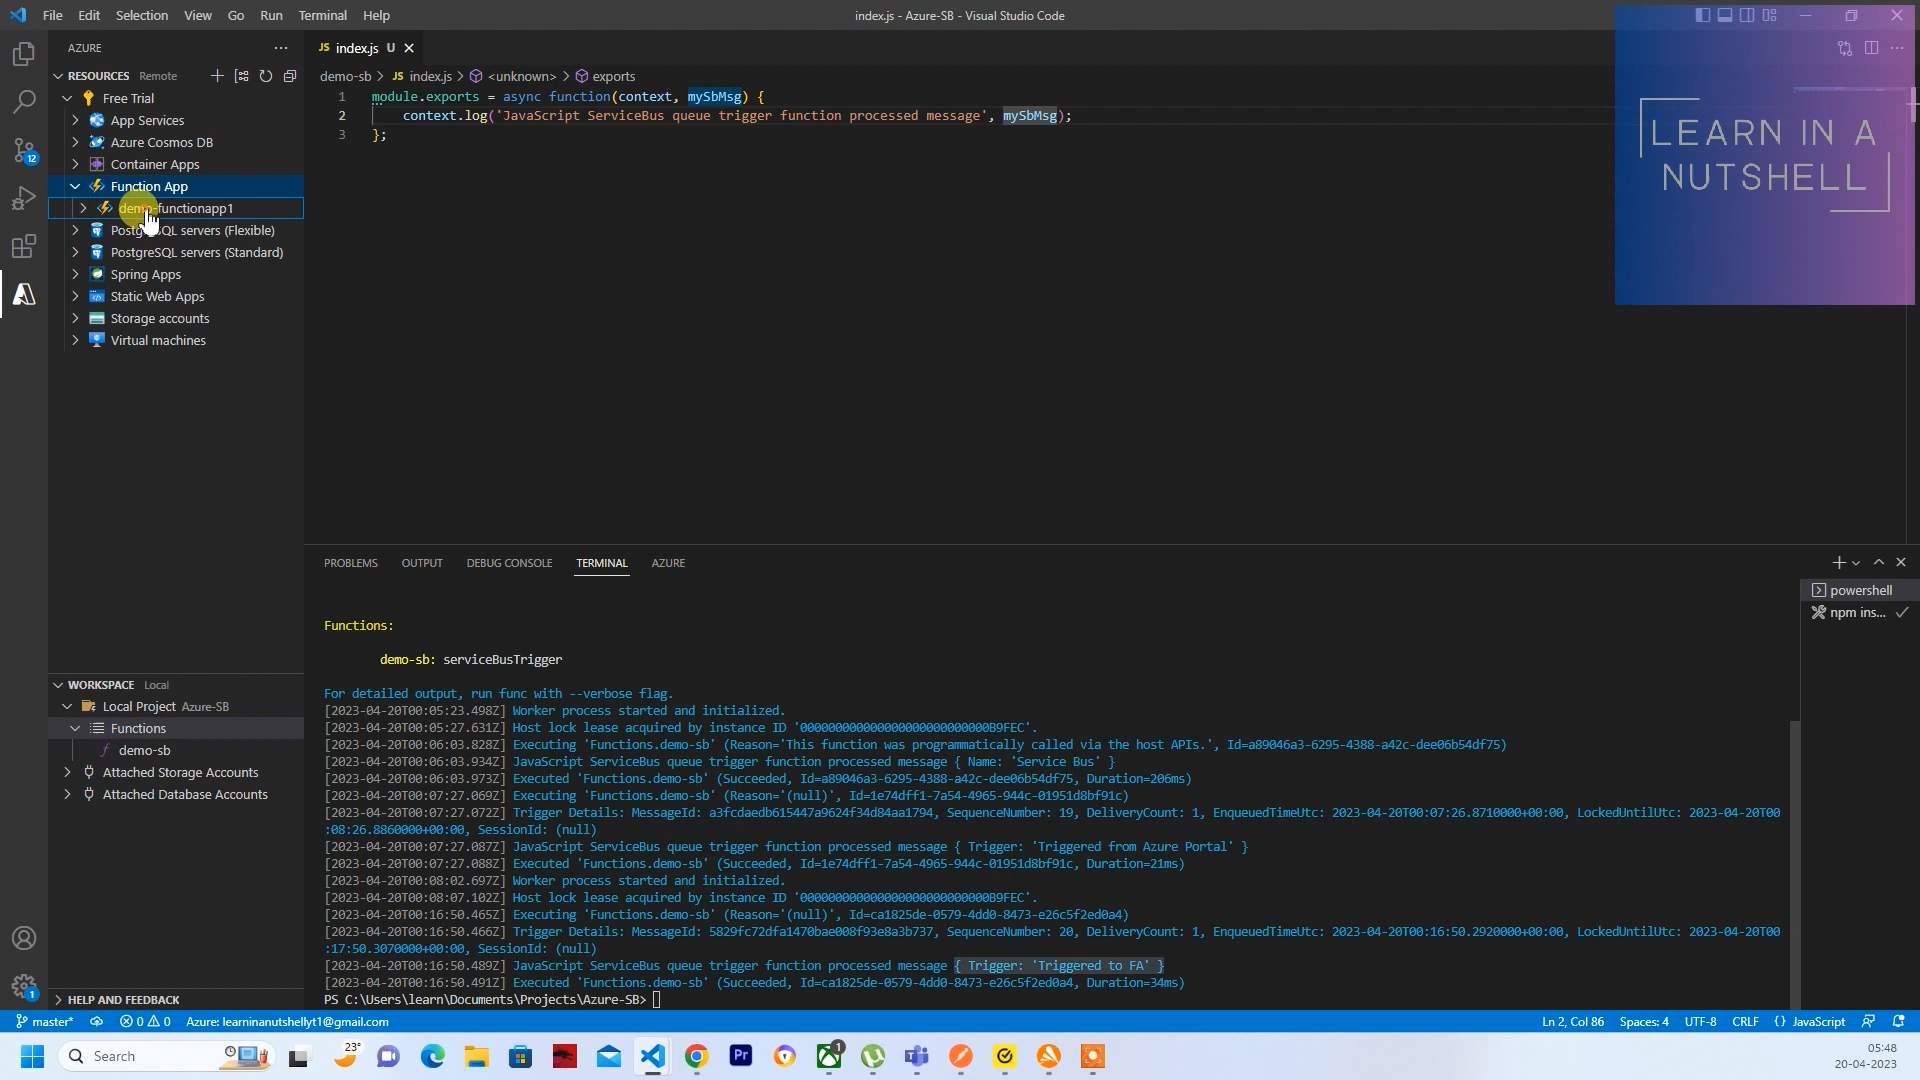 File Edit Selection View Go Run Terminal Help
index.js - Azure-SB - Visual Studio Code
LEARN IN A
NUTSHELL
AZURE
RESOURCES Remote
Free Trial
App Services
Azure Cosmos DB
Container Apps
Function App
demo-functionapp1
PostgreSQL servers (Flexible)
PostgreSQL servers (Standard)
Spring Apps
Static Web Apps
Storage accounts
Virtual machines
12
WORKSPACE Local
Local Project Azure-SB
Functions
demo-sb
Attached Storage Accounts
Attached Database Accounts
HELP AND FEEDBACK
1
JS index.js U
demo-sb > JS index.js > <unknown> > exports
1 module.exports = async function(context, mySbMsg) {
2 context.log('JavaScript ServiceBus queue trigger function processed message', mySbMsg);
3 };
PROBLEMS OUTPUT DEBUG CONSOLE TERMINAL AZURE
powershell
npm ins...
Functions:
demo-sb: serviceBusTrigger
For detailed output, run func with --verbose flag.
[2023-04-20T00:05:23.498Z] Worker process started and initialized.
[2023-04-20T00:05:27.631Z] Host lock lease acquired by instance ID '000000000000000000000000000B9FEC'.
[2023-04-20T00:06:03.828Z] Executing 'Functions.demo-sb' (Reason='This function was programmatically called via the host APIs.', Id=a89046a3-6295-4388-a42c-dee06b54df75)
[2023-04-20T00:06:03.934Z] JavaScript ServiceBus queue trigger function processed message { Name: 'Service Bus' }
[2023-04-20T00:06:03.973Z] Executed 'Functions.demo-sb' (Succeeded, Id=a89046a3-6295-4388-a42c-dee06b54df75, Duration=206ms)
[2023-04-20T00:07:27.069Z] Executing 'Functions.demo-sb' (Reason='(null)', Id=1e74dff1-7a54-4965-944c-01951d8bf91c)
[2023-04-20T00:07:27.072Z] Trigger Details: MessageId: a3fcdaedb615447a9624f34d84aa1794, SequenceNumber: 19, DeliveryCount: 1, EnqueuedTimeUtc: 2023-04-20T00:07:26.8710000+00:00, LockedUntilUtc: 2023-04-20T00
:08:26.8860000+00:00, SessionId: (null)
[2023-04-20T00:07:27.087Z] JavaScript ServiceBus queue trigger function processed message { Trigger: 'Triggered from Azure Portal' }
[2023-04-20T00:07:27.088Z] Executed 'Functions.demo-sb' (Succeeded, Id=1e74dff1-7a54-4965-944c-01951d8bf91c, Duration=21ms)
[2023-04-20T00:08:02.697Z] Worker process started and initialized.
[2023-04-20T00:08:07.102Z] Host lock lease acquired by instance ID '000000000000000000000000000B9FEC'.
[2023-04-20T00:16:50.465Z] Executing 'Functions.demo-sb' (Reason='(null)', Id=ca1825de-0579-4dd0-8473-e26c5f2ed0a4)
[2023-04-20T00:16:50.466Z] Trigger Details: MessageId: 5829fc72dfa1470bae008f93e8a3b737, SequenceNumber: 20, DeliveryCount: 1, EnqueuedTimeUtc: 2023-04-20T00:16:50.2920000+00:00, LockedUntilUtc: 2023-04-20T00
:17:50.3070000+00:00, SessionId: (null)
[2023-04-20T00:16:50.489Z] JavaScript ServiceBus queue trigger function processed message { Trigger: 'Triggered to FA' }
[2023-04-20T00:16:50.491Z] Executed 'Functions.demo-sb' (Succeeded, Id=ca1825de-0579-4dd0-8473-e26c5f2ed0a4, Duration=34ms)
PS C:\Users\learn\Documents\Projects\Azure-SB>
master* 0 0 Azure: learninanutshellyt1@gmail.com
Ln 2, Col 86 Spaces: 4 UTF-8 CRLF {} JavaScript
Search
23°
Pr
1
05:48
20-04-2023